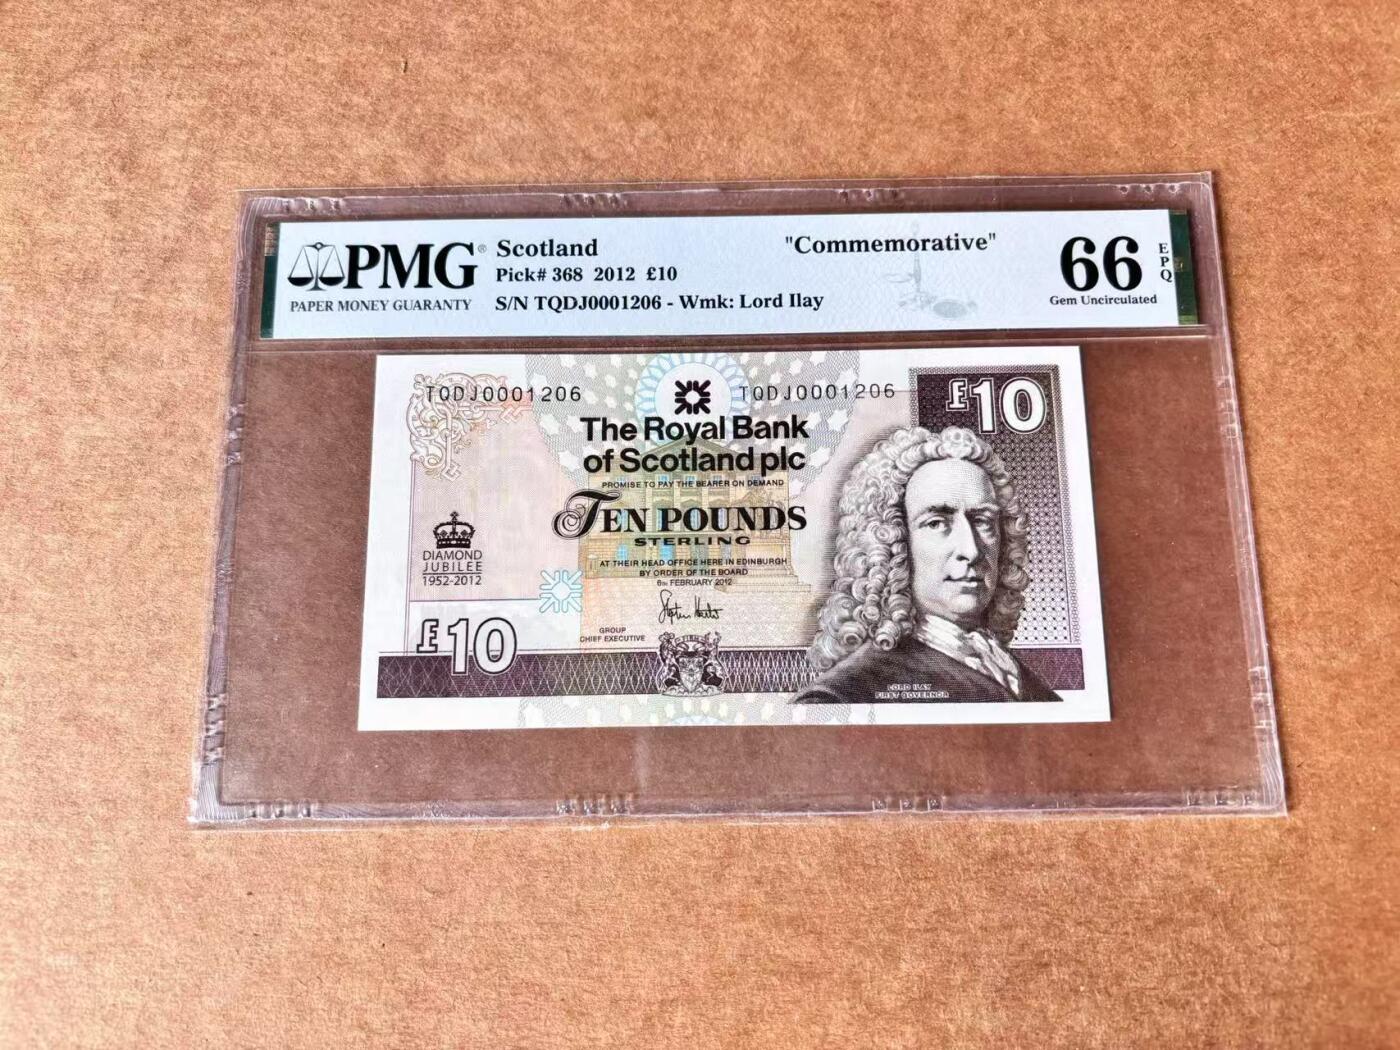 PMG®
PAPER MONEY GUARANTY
Scotland
Pick# 368 2012 £10
S/N TQDJ0001206 - Wmk: Lord Ilay
"Commemorative"
66
EPQ
Gem Uncirculated
TQDJ0001206
TQDJ0001206
£10
The Royal Bank
of Scotland plc
PROMISE TO PAY THE BEARER ON DEMAND
TEN POUNDS
STERLING
AT THEIR HEAD OFFICE HERE IN EDINBURGH
BY ORDER OF THE BOARD
6th FEBRUARY 2012
DIAMOND
JUBILEE
1952-2012
GROUP
CHIEF EXECUTIVE
£10
LORD ILAY
FIRST GOVERNOR